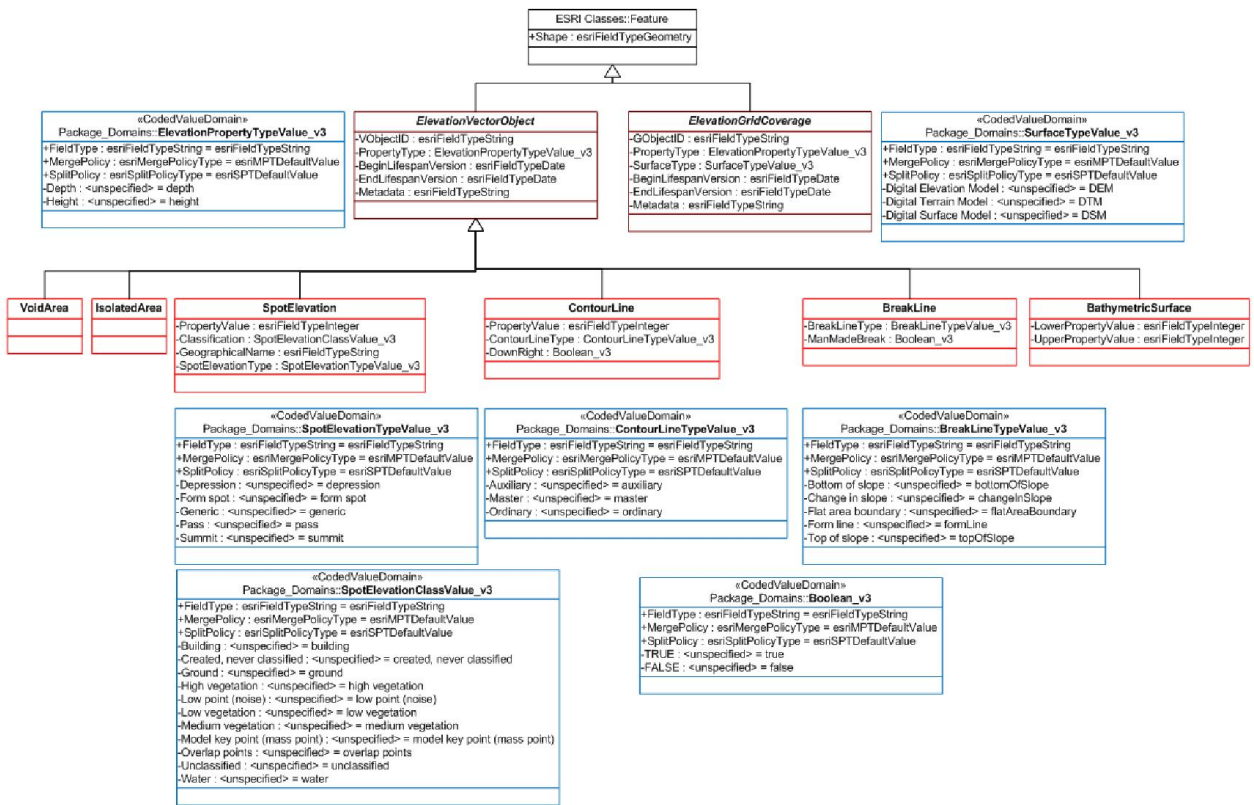 ESRI Classes::Feature
+Shape : esriFieldTypeGeometry
«CodedValueDomain»
Package_Domains::ElevationPropertyTypeValue_v3
+FieldType : esriFieldTypeString = esriFieldTypeString
+MergePolicy : esriMergePolicyType = esriMPTDefaultValue
+SplitPolicy : esriSplitPolicyType = esriSPTDefaultValue
-Depth : <unspecified> = depth
-Height : <unspecified> = height
ElevationVectorObject
-VObjectID : esriFieldTypeString
-PropertyType : ElevationPropertyTypeValue_v3
-BeginLifespanVersion : esriFieldTypeDate
-EndLifespanVersion : esriFieldTypeDate
-Metadata : esriFieldTypeString
ElevationGridCoverage
-GObjectID : esriFieldTypeString
-PropertyType : ElevationPropertyTypeValue_v3
-SurfaceType : SurfaceTypeValue_v3
-BeginLifespanVersion : esriFieldTypeDate
-EndLifespanVersion : esriFieldTypeDate
-Metadata : esriFieldTypeString
«CodedValueDomain»
Package_Domains::SurfaceTypeValue_v3
+FieldType : esriFieldTypeString = esriFieldTypeString
+MergePolicy : esriMergePolicyType = esriMPTDefaultValue
+SplitPolicy : esriSplitPolicyType = esriSPTDefaultValue
-Digital Elevation Model : <unspecified> = DEM
-Digital Terrain Model : <unspecified> = DTM
-Digital Surface Model : <unspecified> = DSM
VoidArea
IsolatedArea
SpotElevation
-PropertyValue : esriFieldTypeInteger
-Classification : SpotElevationClassValue_v3
-GeographicalName : esriFieldTypeString
-SpotElevationType : SpotElevationTypeValue_v3
ContourLine
-PropertyValue : esriFieldTypeInteger
-ContourLineType : ContourLineTypeValue_v3
-DownRight : Boolean_v3
BreakLine
-BreakLineType : BreakLineTypeValue_v3
-ManMadeBreak : Boolean_v3
BathymetricSurface
-LowerPropertyValue : esriFieldTypeInteger
-UpperPropertyValue : esriFieldTypeInteger
«CodedValueDomain»
Package_Domains::SpotElevationTypeValue_v3
+FieldType : esriFieldTypeString = esriFieldTypeString
+MergePolicy : esriMergePolicyType = esriMPTDefaultValue
+SplitPolicy : esriSplitPolicyType = esriSPTDefaultValue
-Depression : <unspecified> = depression
-Form spot : <unspecified> = form spot
-Generic : <unspecified> = generic
-Pass : <unspecified> = pass
-Summit : <unspecified> = summit
«CodedValueDomain»
Package_Domains::ContourLineTypeValue_v3
+FieldType : esriFieldTypeString = esriFieldTypeString
+MergePolicy : esriMergePolicyType = esriMPTDefaultValue
+SplitPolicy : esriSplitPolicyType = esriSPTDefaultValue
-Auxiliary : <unspecified> = auxiliary
-Master : <unspecified> = master
-Ordinary : <unspecified> = ordinary
«CodedValueDomain»
Package_Domains::BreakLineTypeValue_v3
+FieldType : esriFieldTypeString = esriFieldTypeString
+MergePolicy : esriMergePolicyType = esriMPTDefaultValue
+SplitPolicy : esriSplitPolicyType = esriSPTDefaultValue
-Bottom of slope : <unspecified> = bottomOfSlope
-Change in slope : <unspecified> = changeInSlope
-Flat area boundary : <unspecified> = flatAreaBoundary
-Form line : <unspecified> = formLine
-Top of slope : <unspecified> = topOfSlope
«CodedValueDomain»
Package_Domains::SpotElevationClassValue_v3
+FieldType : esriFieldTypeString = esriFieldTypeString
+MergePolicy : esriMergePolicyType = esriMPTDefaultValue
+SplitPolicy : esriSplitPolicyType = esriSPTDefaultValue
-Building : <unspecified> = building
-Created, never classified : <unspecified> = created, never classified
-Ground : <unspecified> = ground
-High vegetation : <unspecified> = high vegetation
-Low point (noise) : <unspecified> = low point (noise)
-Low vegetation : <unspecified> = low vegetation
-Medium vegetation : <unspecified> = medium vegetation
-Model key point (mass point) : <unspecified> = model key point (mass point)
-Overlap points : <unspecified> = overlap points
-Unclassified : <unspecified> = unclassified
-Water : <unspecified> = water
«CodedValueDomain»
Package_Domains::Boolean_v3
+FieldType : esriFieldTypeString = esriFieldTypeString
+MergePolicy : esriMergePolicyType = esriMPTDefaultValue
+SplitPolicy : esriSplitPolicyType = esriSPTDefaultValue
-TRUE : <unspecified> = true
-FALSE : <unspecified> = false